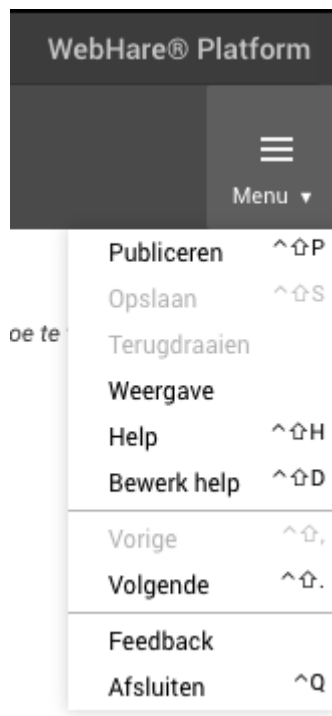 WebHare® Platform
Menu ▾
Publiceren ^⇧P
Opslaan ^⇧S
oe te
Terugdraaien
Weergave
Help ^⇧H
Bewerk help ^⇧D
Vorige ^⇧,
Volgende ^⇧.
Feedback
Afsluiten ^Q